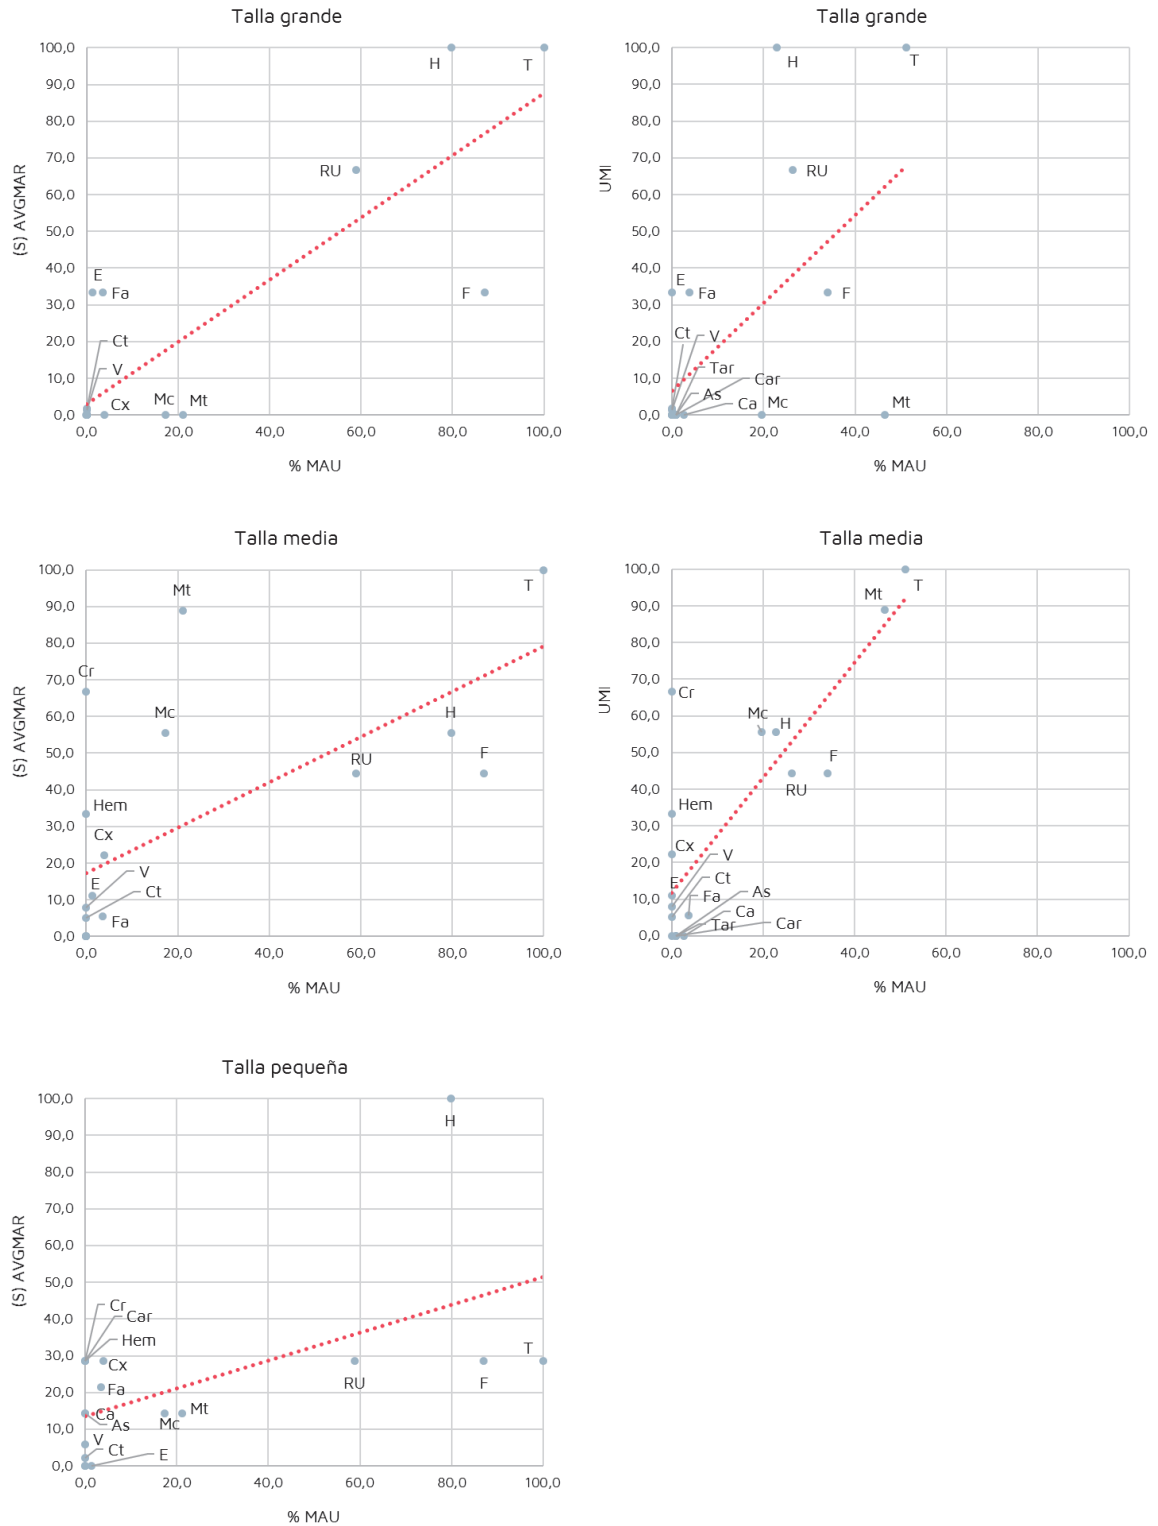 Talla grande
100,0
90,0
80,0
70,0
60,0
50,0
40,0
30,0
20,0
10,0
0,0
(S) AVGMAR
H
T
RU
E
Fa
F
Ct
V
Cx
Mc
Mt
0,0 20,0 40,0 60,0 80,0 100,0
% MAU
Talla grande
100,0
90,0
80,0
70,0
60,0
50,0
40,0
30,0
20,0
10,0
0,0
UMI
H
T
RU
E
Fa
F
Ct
V
Tar
Car
As
Ca
Mc
Mt
0,0 20,0 40,0 60,0 80,0 100,0
% MAU
Talla media
100,0
90,0
80,0
70,0
60,0
50,0
40,0
30,0
20,0
10,0
0,0
(S) AVGMAR
T
Mt
Cr
Mc
H
RU
F
Hem
Cx
V
E
Ct
Fa
0,0 20,0 40,0 60,0 80,0 100,0
% MAU
Talla media
100,0
90,0
80,0
70,0
60,0
50,0
40,0
30,0
20,0
10,0
0,0
UMI
T
Mt
Cr
Mc
H
F
RU
Hem
Cx
V
E
Ct
As
Fa
Ca
Tar
Car
0,0 20,0 40,0 60,0 80,0 100,0
% MAU
Talla pequeña
100,0
90,0
80,0
70,0
60,0
50,0
40,0
30,0
20,0
10,0
0,0
(S) AVGMAR
H
Cr
Car
Hem
Cx
T
RU
F
Fa
Ca
As
Mc
Mt
V
Ct
E
0,0 20,0 40,0 60,0 80,0 100,0
% MAU